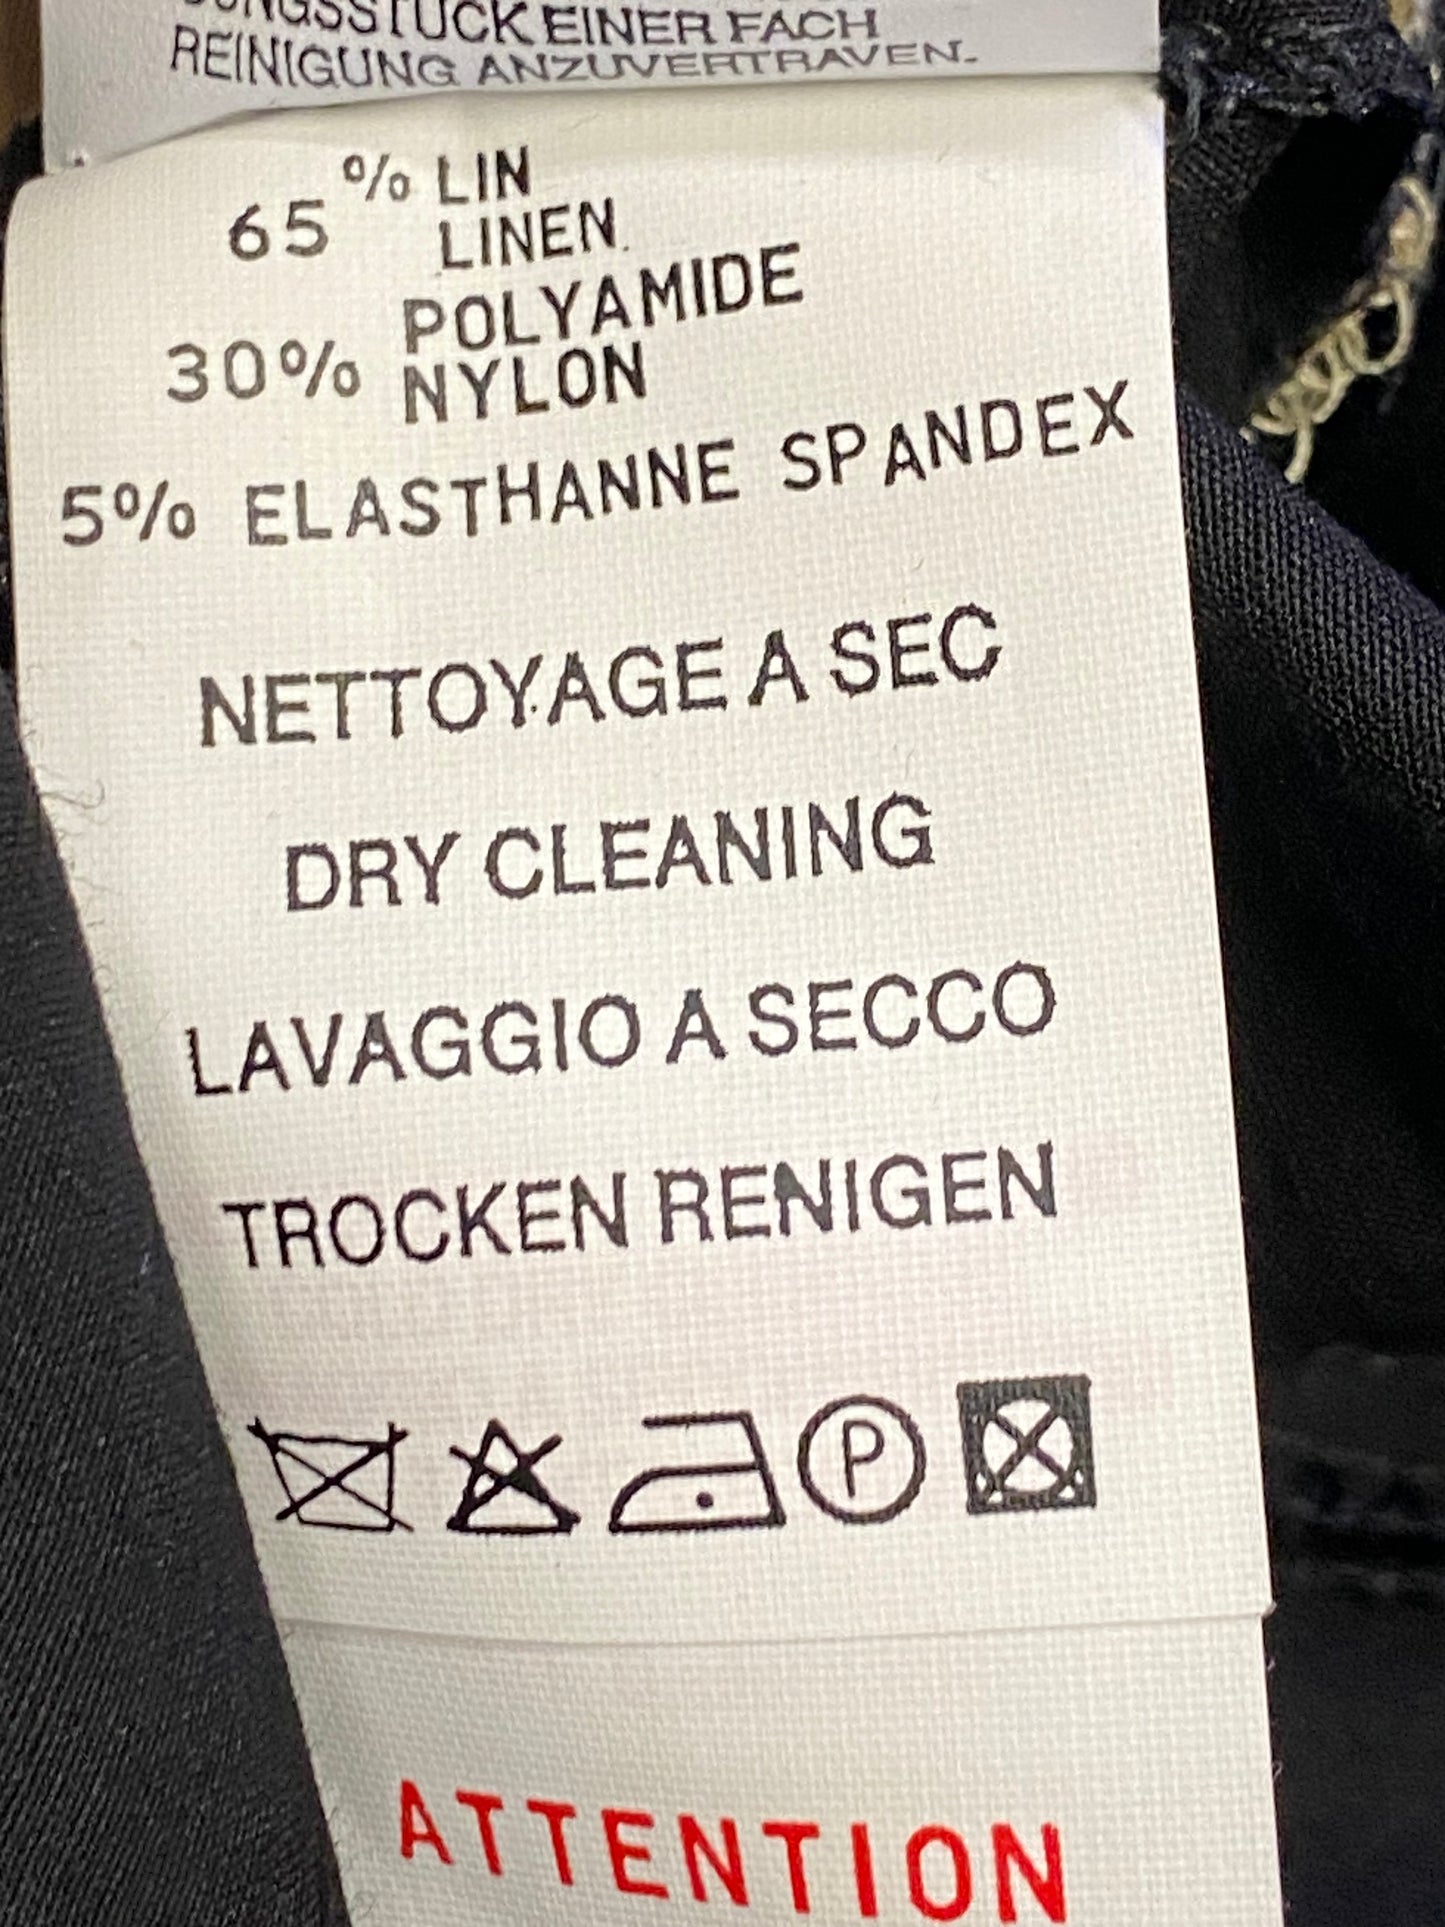 EINER FACH
REINIGUNG ANZUVERTRAVEN.
65 % LIN
LINEN
30% POLYAMIDE
NYLON
5% ELASTHANNE SPANDEX
NETTOYAGE A SEC
DRY CLEANING
LAVAGGIO A SECCO
TROCKEN RENIGEN
P
ATTENTION